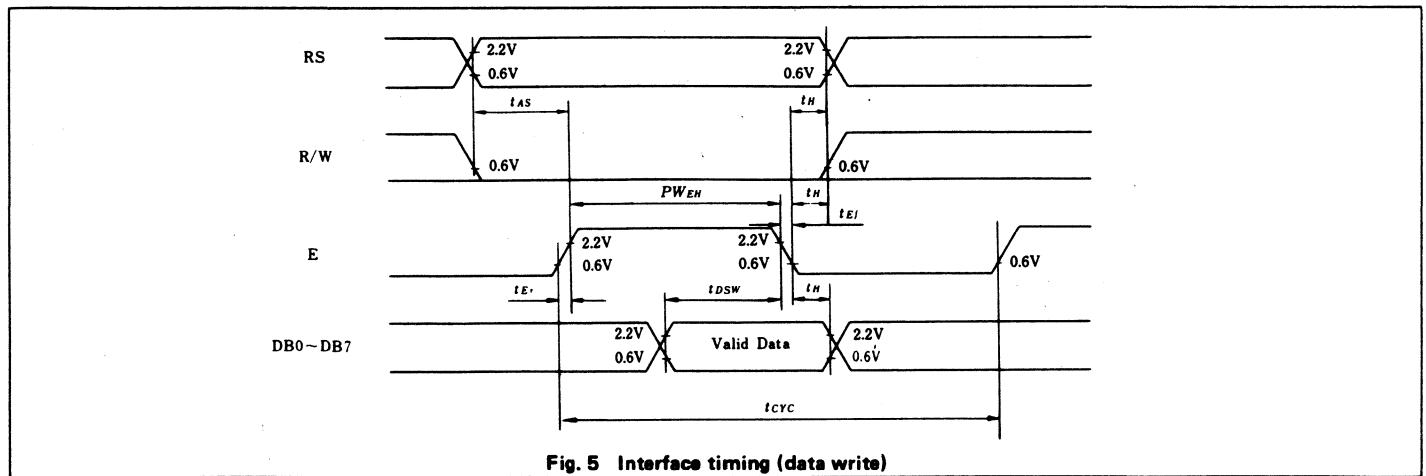 RS
2.2V
2.2V
0.6V
0.6V
tAS
tH
R/W
0.6V
0.6V
PWEH
tH
tEf
E
2.2V
2.2V
0.6V
0.6V
0.6V
tEr
tDSW
tH
DB0~DB7
2.2V
Valid Data
2.2V
0.6V
0.6V
tCYC
Fig. 5 Interface timing (data write)